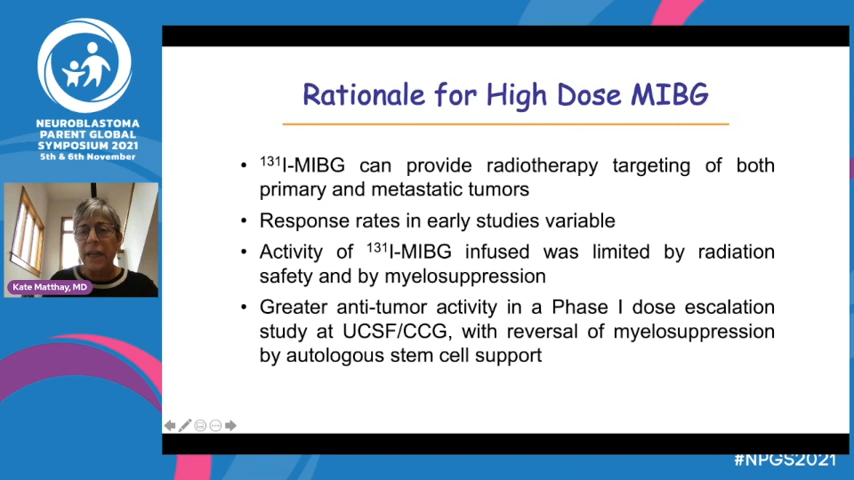 NEUROBLASTOMA
PARENT GLOBAL
SYMPOSIUM 2021
5th & 6th November
Kate Matthay, MD
Rationale for High Dose MIBG
• ¹³¹I-MIBG can provide radiotherapy targeting of both
primary and metastatic tumors
• Response rates in early studies variable
• Activity of ¹³¹I-MIBG infused was limited by radiation
safety and by myelosuppression
• Greater anti-tumor activity in a Phase I dose escalation
study at UCSF/CCG, with reversal of myelosuppression
by autologous stem cell support
#NPGS2021